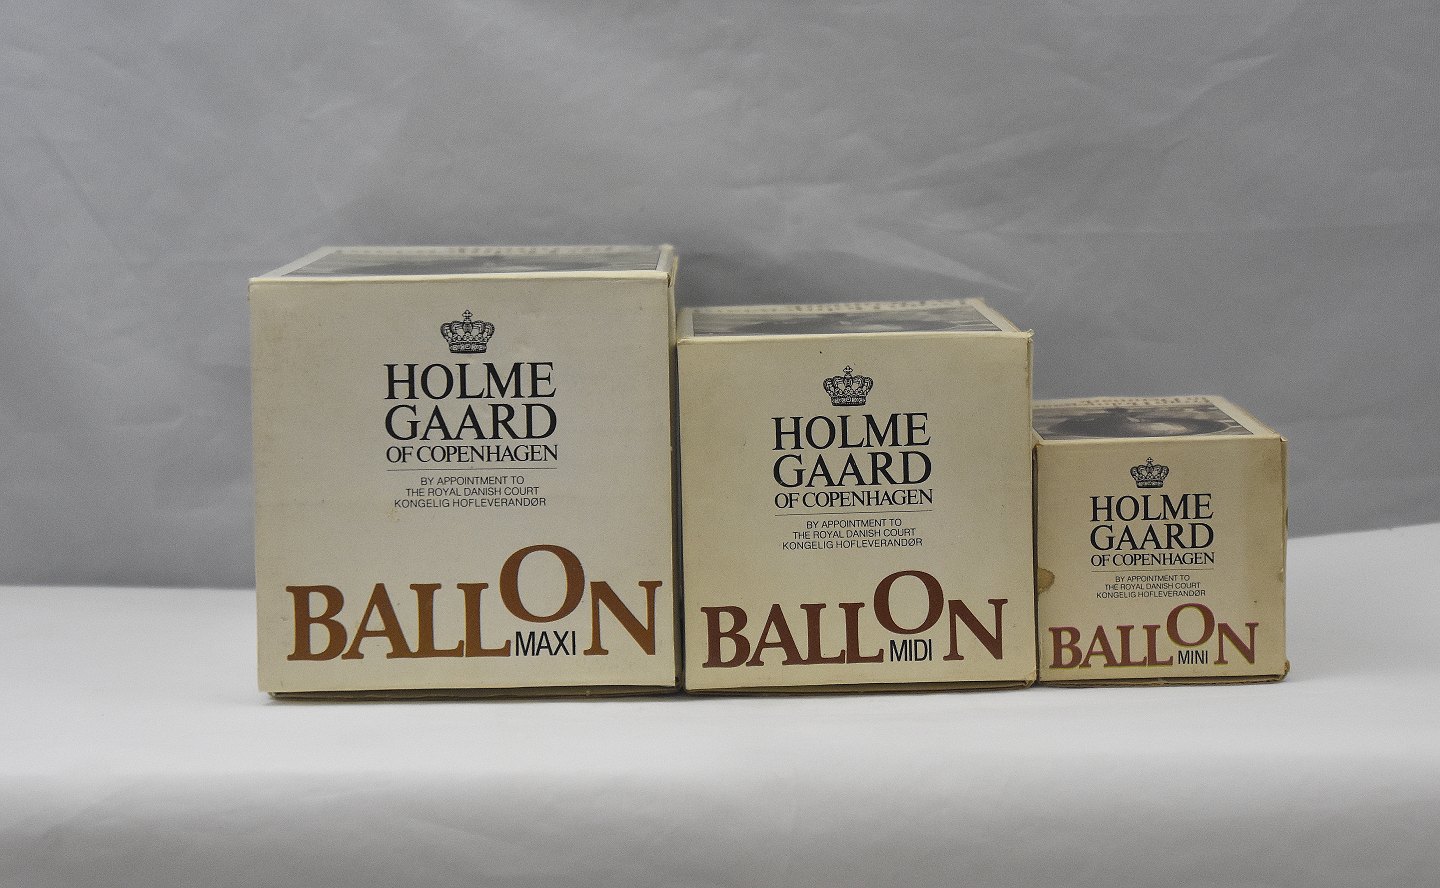 HOLME
GAARD
OF COPENHAGEN
BY APPOINTMENT TO
THE ROYAL DANISH COURT
KONGELIG HOFLEVERANDØR
BALLON
MAXI
HOLME
GAARD
OF COPENHAGEN
BY APPOINTMENT TO
THE ROYAL DANISH COURT
KONGELIG HOFLEVERANDØR
BALLON
MIDI
HOLME
GAARD
OF COPENHAGEN
BY APPOINTMENT TO
THE ROYAL DANISH COURT
KONGELIG HOFLEVERANDØR
BALLON
MINI